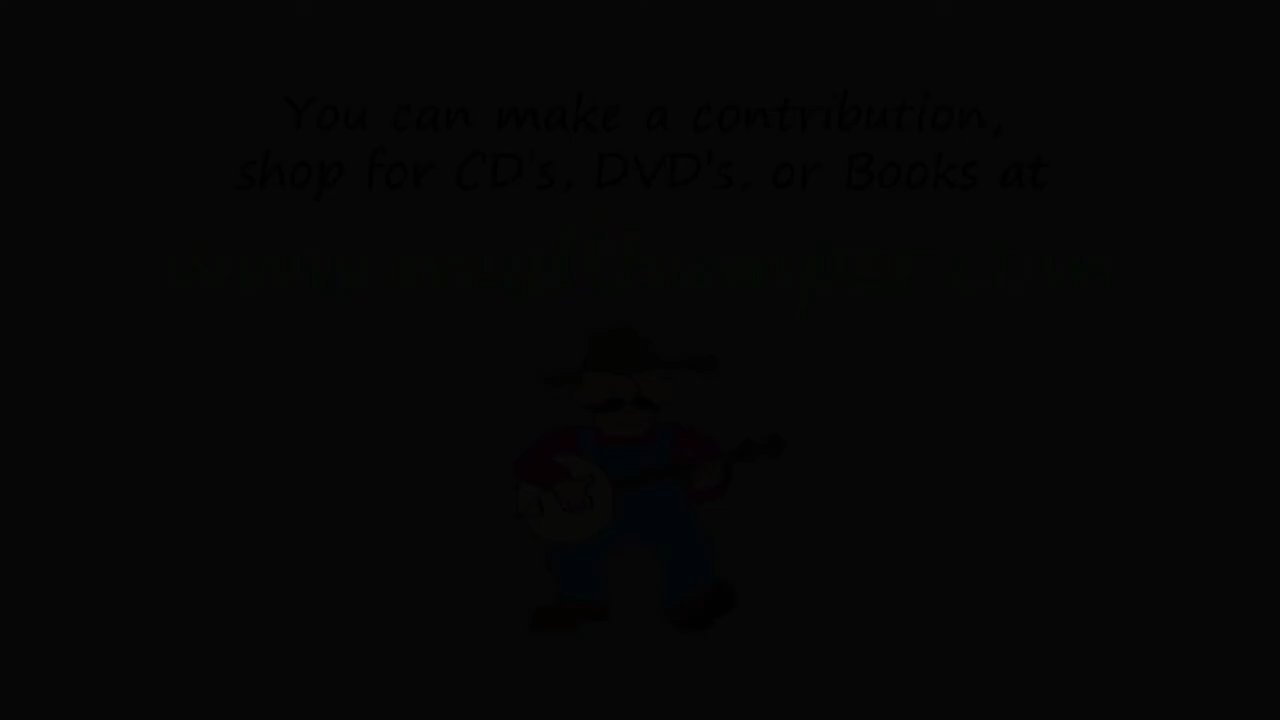 You can make a contribution,
shop for CD's, DVD's, or Books at